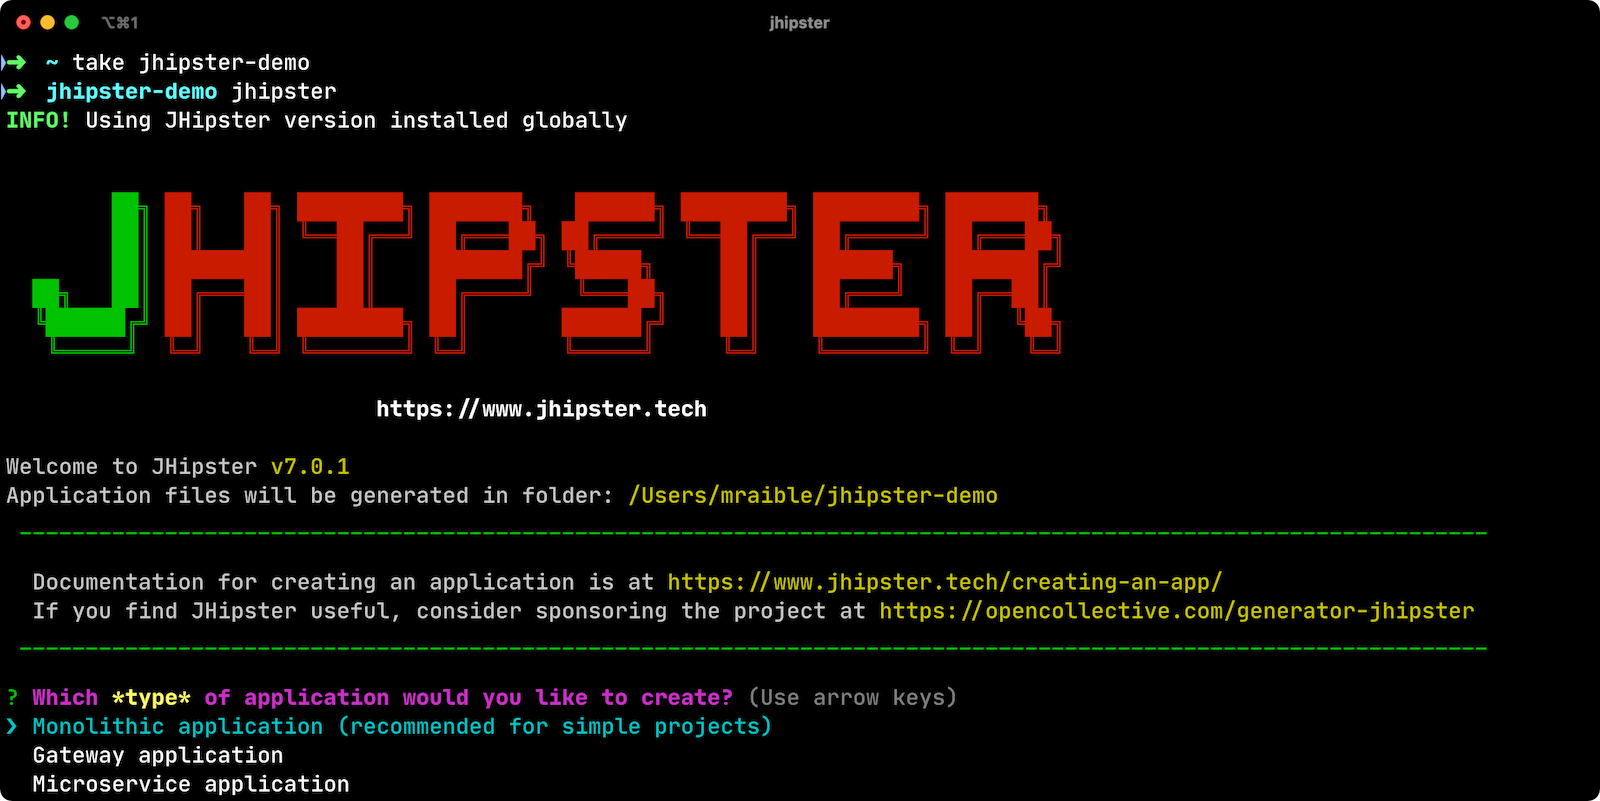 ⌥⌘1
jhipster
➜ ~ take jhipster-demo
➜ jhipster-demo jhipster
INFO! Using JHipster version installed globally
JHIPSTER
https://www.jhipster.tech
Welcome to JHipster v7.0.1
Application files will be generated in folder: /Users/mraible/jhipster-demo
Documentation for creating an application is at https://www.jhipster.tech/creating-an-app/
If you find JHipster useful, consider sponsoring the project at https://opencollective.com/generator-jhipster
? Which *type* of application would you like to create? (Use arrow keys)
❯ Monolithic application (recommended for simple projects)
Gateway application
Microservice application